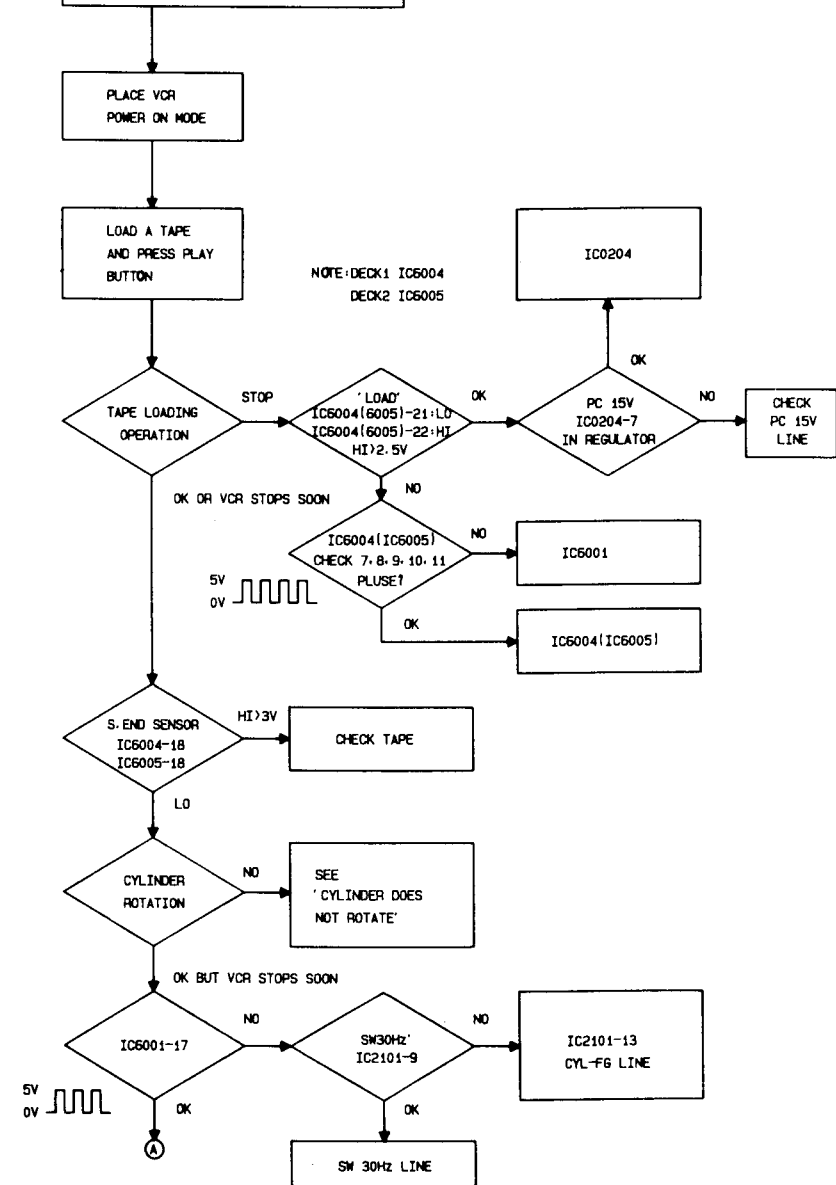 PLACE VCR
POWER ON MODE
LOAD A TAPE
AND PRESS PLAY
BUTTON
NOTE:DECK1 IC6004
DECK2 IC6005
IC0204
OK
TAPE LOADING
OPERATION
STOP
'LOAD'
IC6004(6005)-21:LO
IC6004(6005)-22:HI
HI>2.5V
OK
PC 15V
IC0204-7
IN REGULATOR
NO
CHECK
PC 15V
LINE
OK OR VCR STOPS SOON
NO
IC6004(IC6005)
CHECK 7,8,9,10,11
PLUSE?
NO
IC6001
5V
0V
OK
IC6004(IC6005)
S.END SENSOR
IC6004-18
IC6005-18
HI>3V
CHECK TAPE
LO
CYLINDER
ROTATION
NO
SEE
'CYLINDER DOES
NOT ROTATE'
OK BUT VCR STOPS SOON
IC6001-17
NO
SW30Hz'
IC2101-9
NO
IC2101-13
CYL-FG LINE
5V
0V
OK
OK
A
SW 30Hz LINE